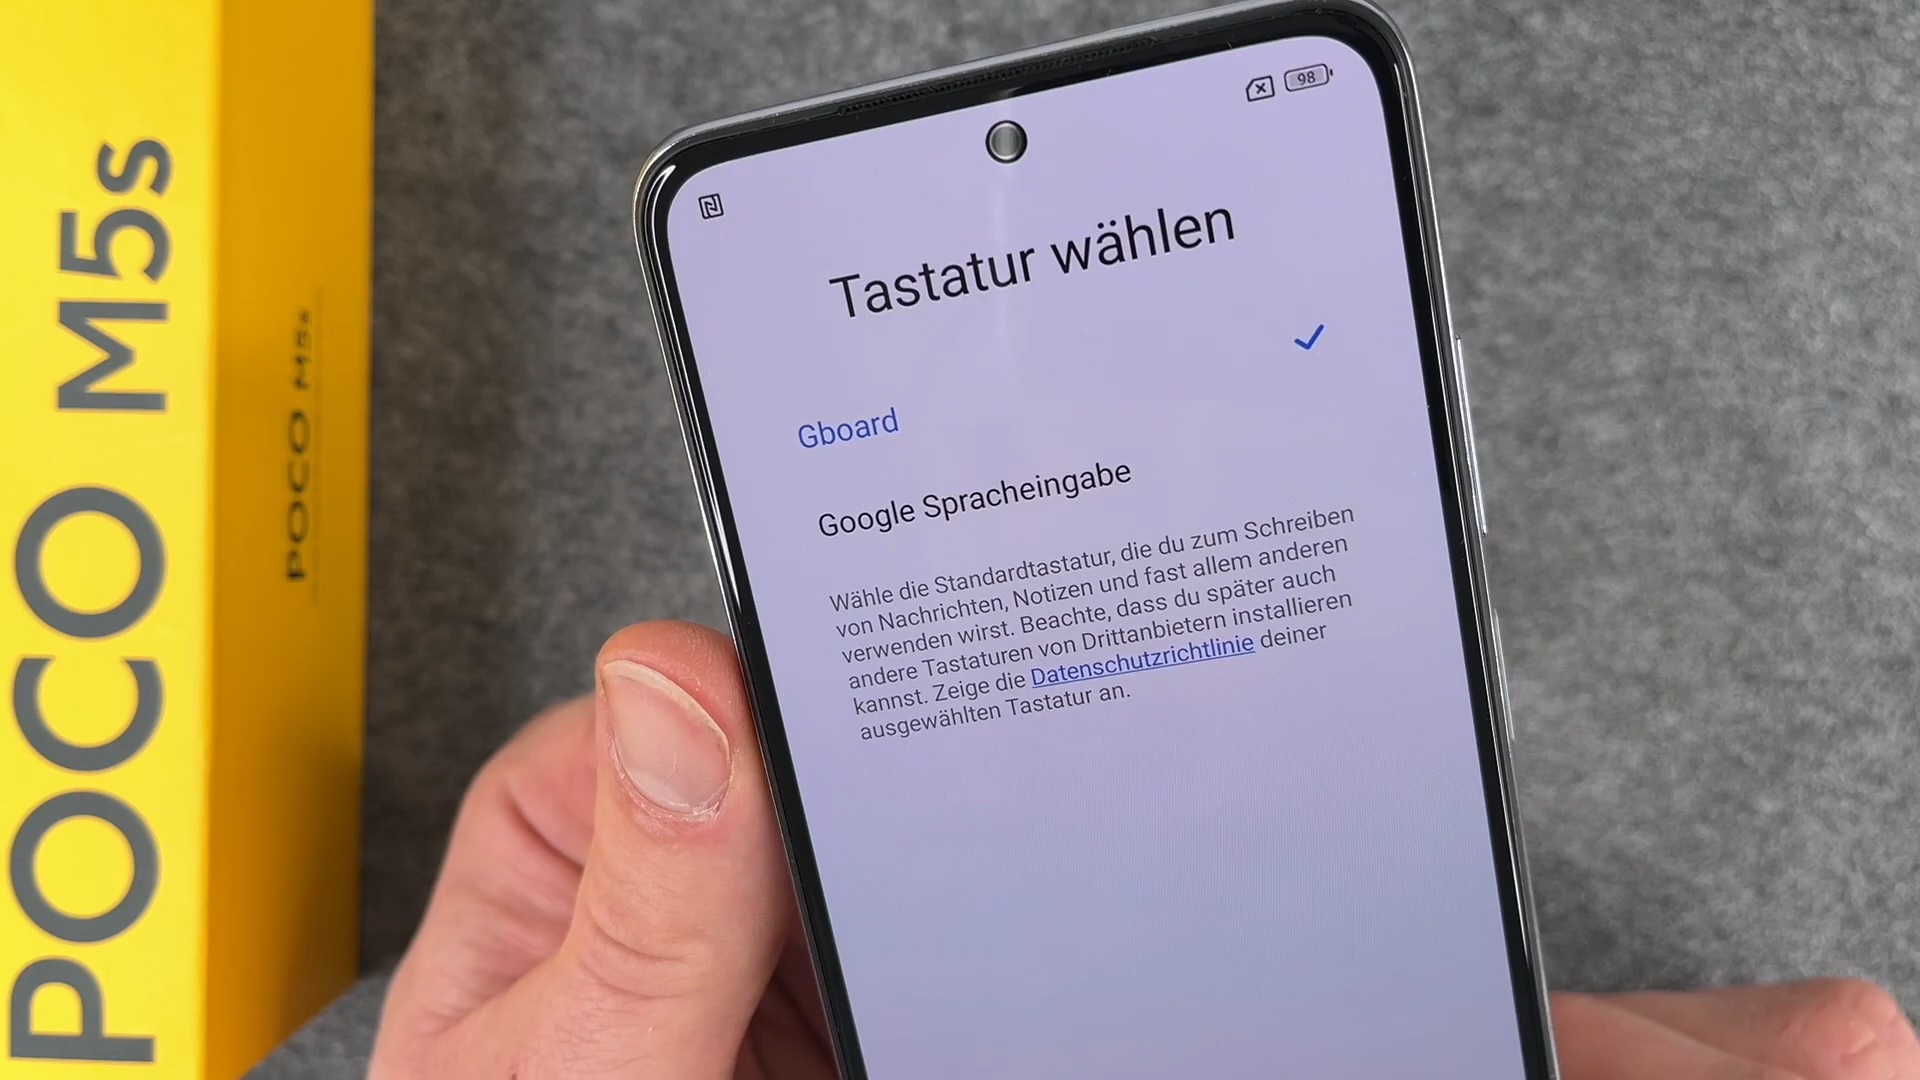 POCO M5s
POCO M5s
98
Tastatur wählen
Gboard
Google Spracheingabe
Wähle die Standardtastatur, die du zum Schreiben
von Nachrichten, Notizen und fast allem anderen
verwenden wirst. Beachte, dass du später auch
andere Tastaturen von Drittanbietern installieren
kannst. Zeige die Datenschutzrichtlinie deiner
ausgewählten Tastatur an.